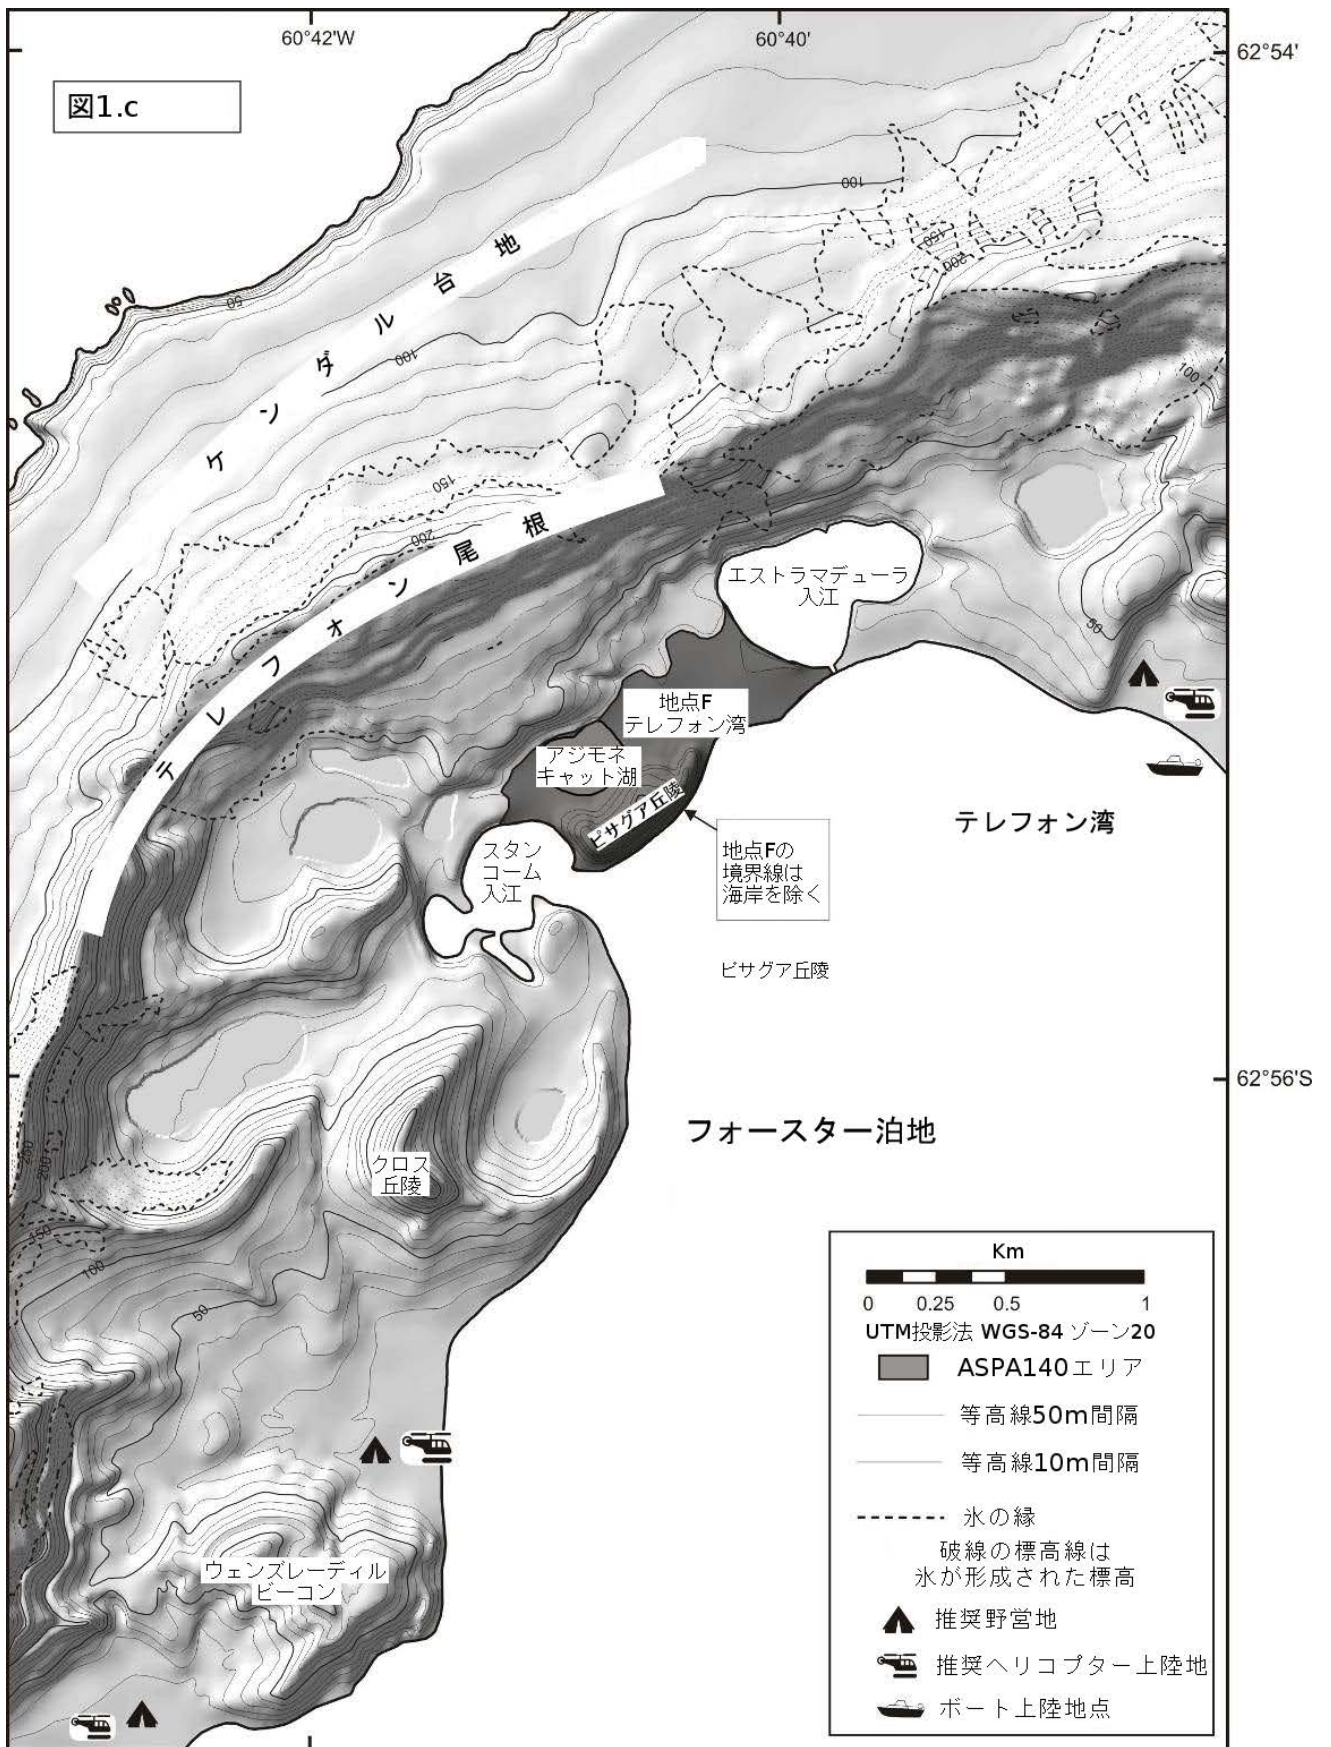 60°42'W
60°40'
62°54'
図1.c
100
ケンダル台地
150
200
50
100
100
150
テレフォン尾根
200
エストラマデューラ
入江
50
地点F
テレフォン湾
アジモネ
キャット湖
ピサグア丘陵
テレフォン湾
スタン
コーム
入江
地点Fの
境界線は
海岸を除く
ピサグア丘陵
62°56'S
フォースター泊地
クロス
丘陵
250
200
150
100
50
Km
0 0.25 0.5 1
UTM投影法 WGS-84 ゾーン20
ASPA140エリア
等高線50m間隔
等高線10m間隔
氷の縁
破線の標高線は
氷が形成された標高
推奨野営地
推奨ヘリコプター上陸地
ボート上陸地点
ウェンズレーディル
ビーコン